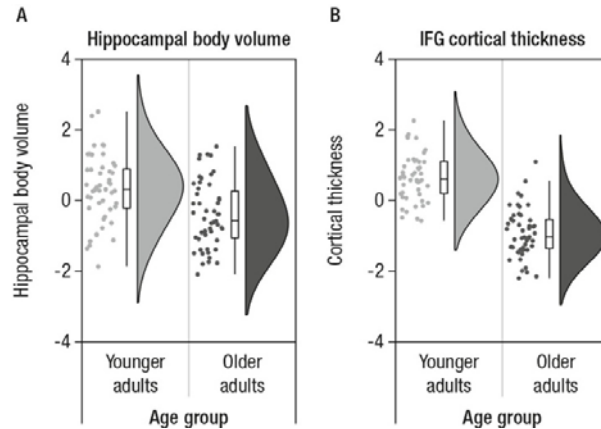 A
Hippocampal body volume
Hippocampal body volume
4
2
0
-2
-4
Younger adults
Older adults
Age group
B
IFG cortical thickness
Cortical thickness
4
2
0
-2
-4
Younger adults
Older adults
Age group